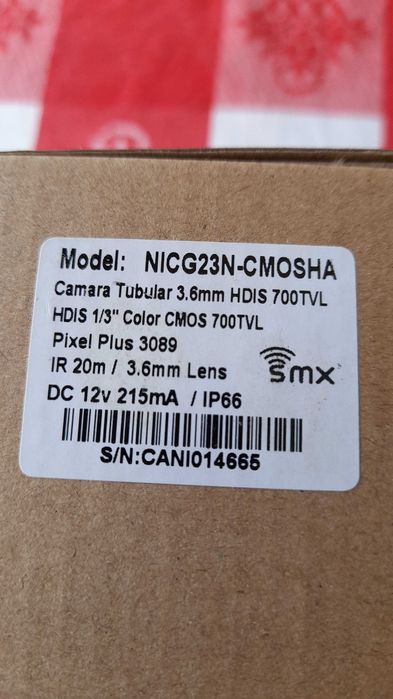 Model: NICG23N-CMOSHA
Camara Tubular 3.6mm HDIS 700TVL
HDIS 1/3" Color CMOS 700TVL
Pixel Plus 3089
IR 20m / 3.6mm Lens
smx
DC 12v 215mA / IP66
S/N:CANI014665